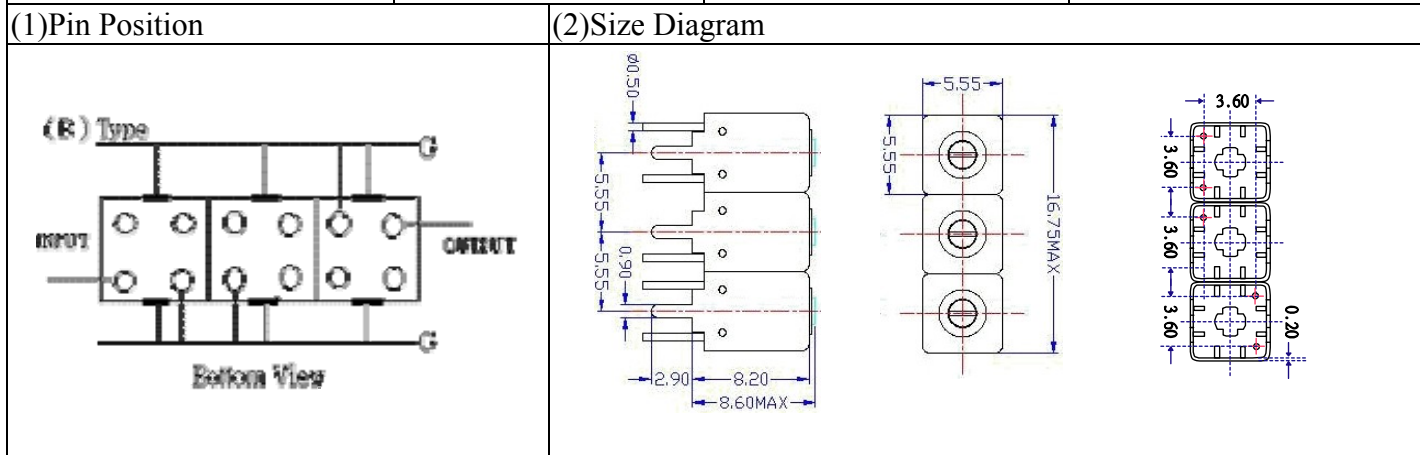 (1)Pin Position
(2)Size Diagram
(B) Type
G
INPUT
OUTPUT
G
Bottom View
Ø0.50
5.55
5.55
0.90
2.90
8.20
8.60MAX
5.55
5.55
16.75MAX
3.60
3.60
3.60
3.60
0.20